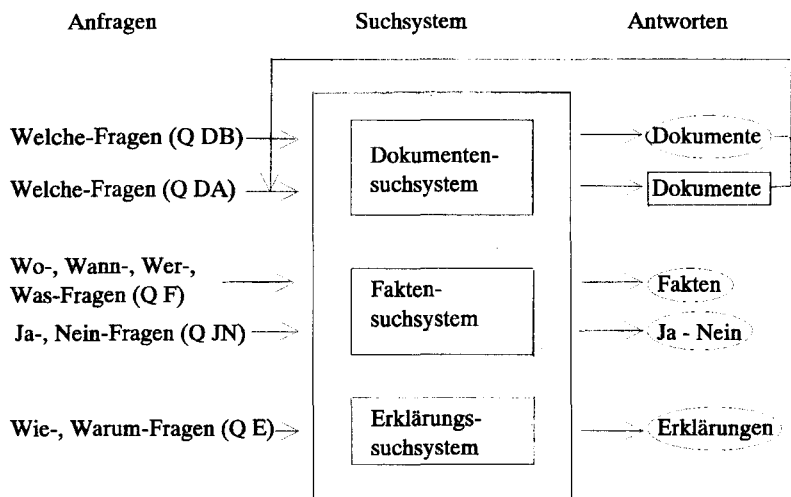 Anfragen Suchsystem Antworten
Welche-Fragen (Q DB)
Dokumenten-
suchsystem
Dokumente
Welche-Fragen (Q DA)
Dokumente
Wo-, Wann-, Wer-,
Was-Fragen (Q F)
Fakten-
suchsystem
Fakten
Ja-, Nein-Fragen (Q JN)
Ja - Nein
Wie-, Warum-Fragen (Q E)
Erklärungs-
suchsystem
Erklärungen